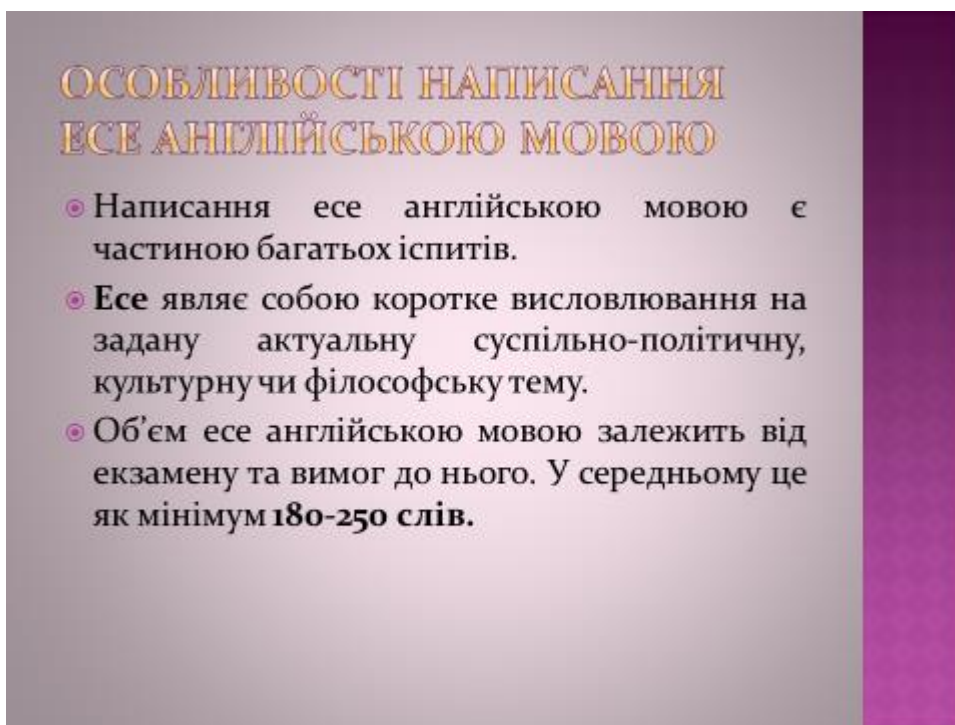 ОСОБЛИВОСТІ НАПИСАННЯ
ЕСЕ АНГЛІЙСЬКОЮ МОВОЮ
Написання есе англійською мовою є
частиною багатьох іспитів.
Есе являє собою коротке висловлювання на
задану актуальну суспільно-політичну,
культурну чи філософську тему.
Об’єм есе англійською мовою залежить від
екзамену та вимог до нього. У середньому це
як мінімум 180-250 слів.